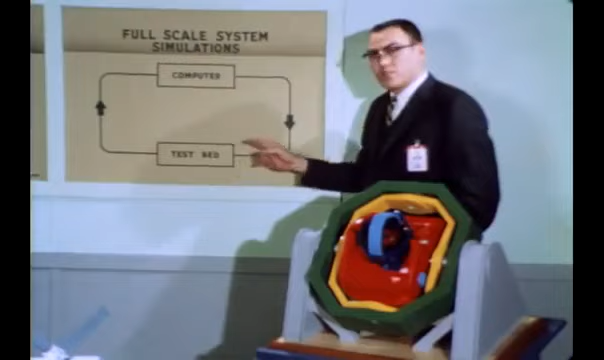 FULL SCALE SYSTEM
SIMULATIONS
COMPUTER
TEST BED